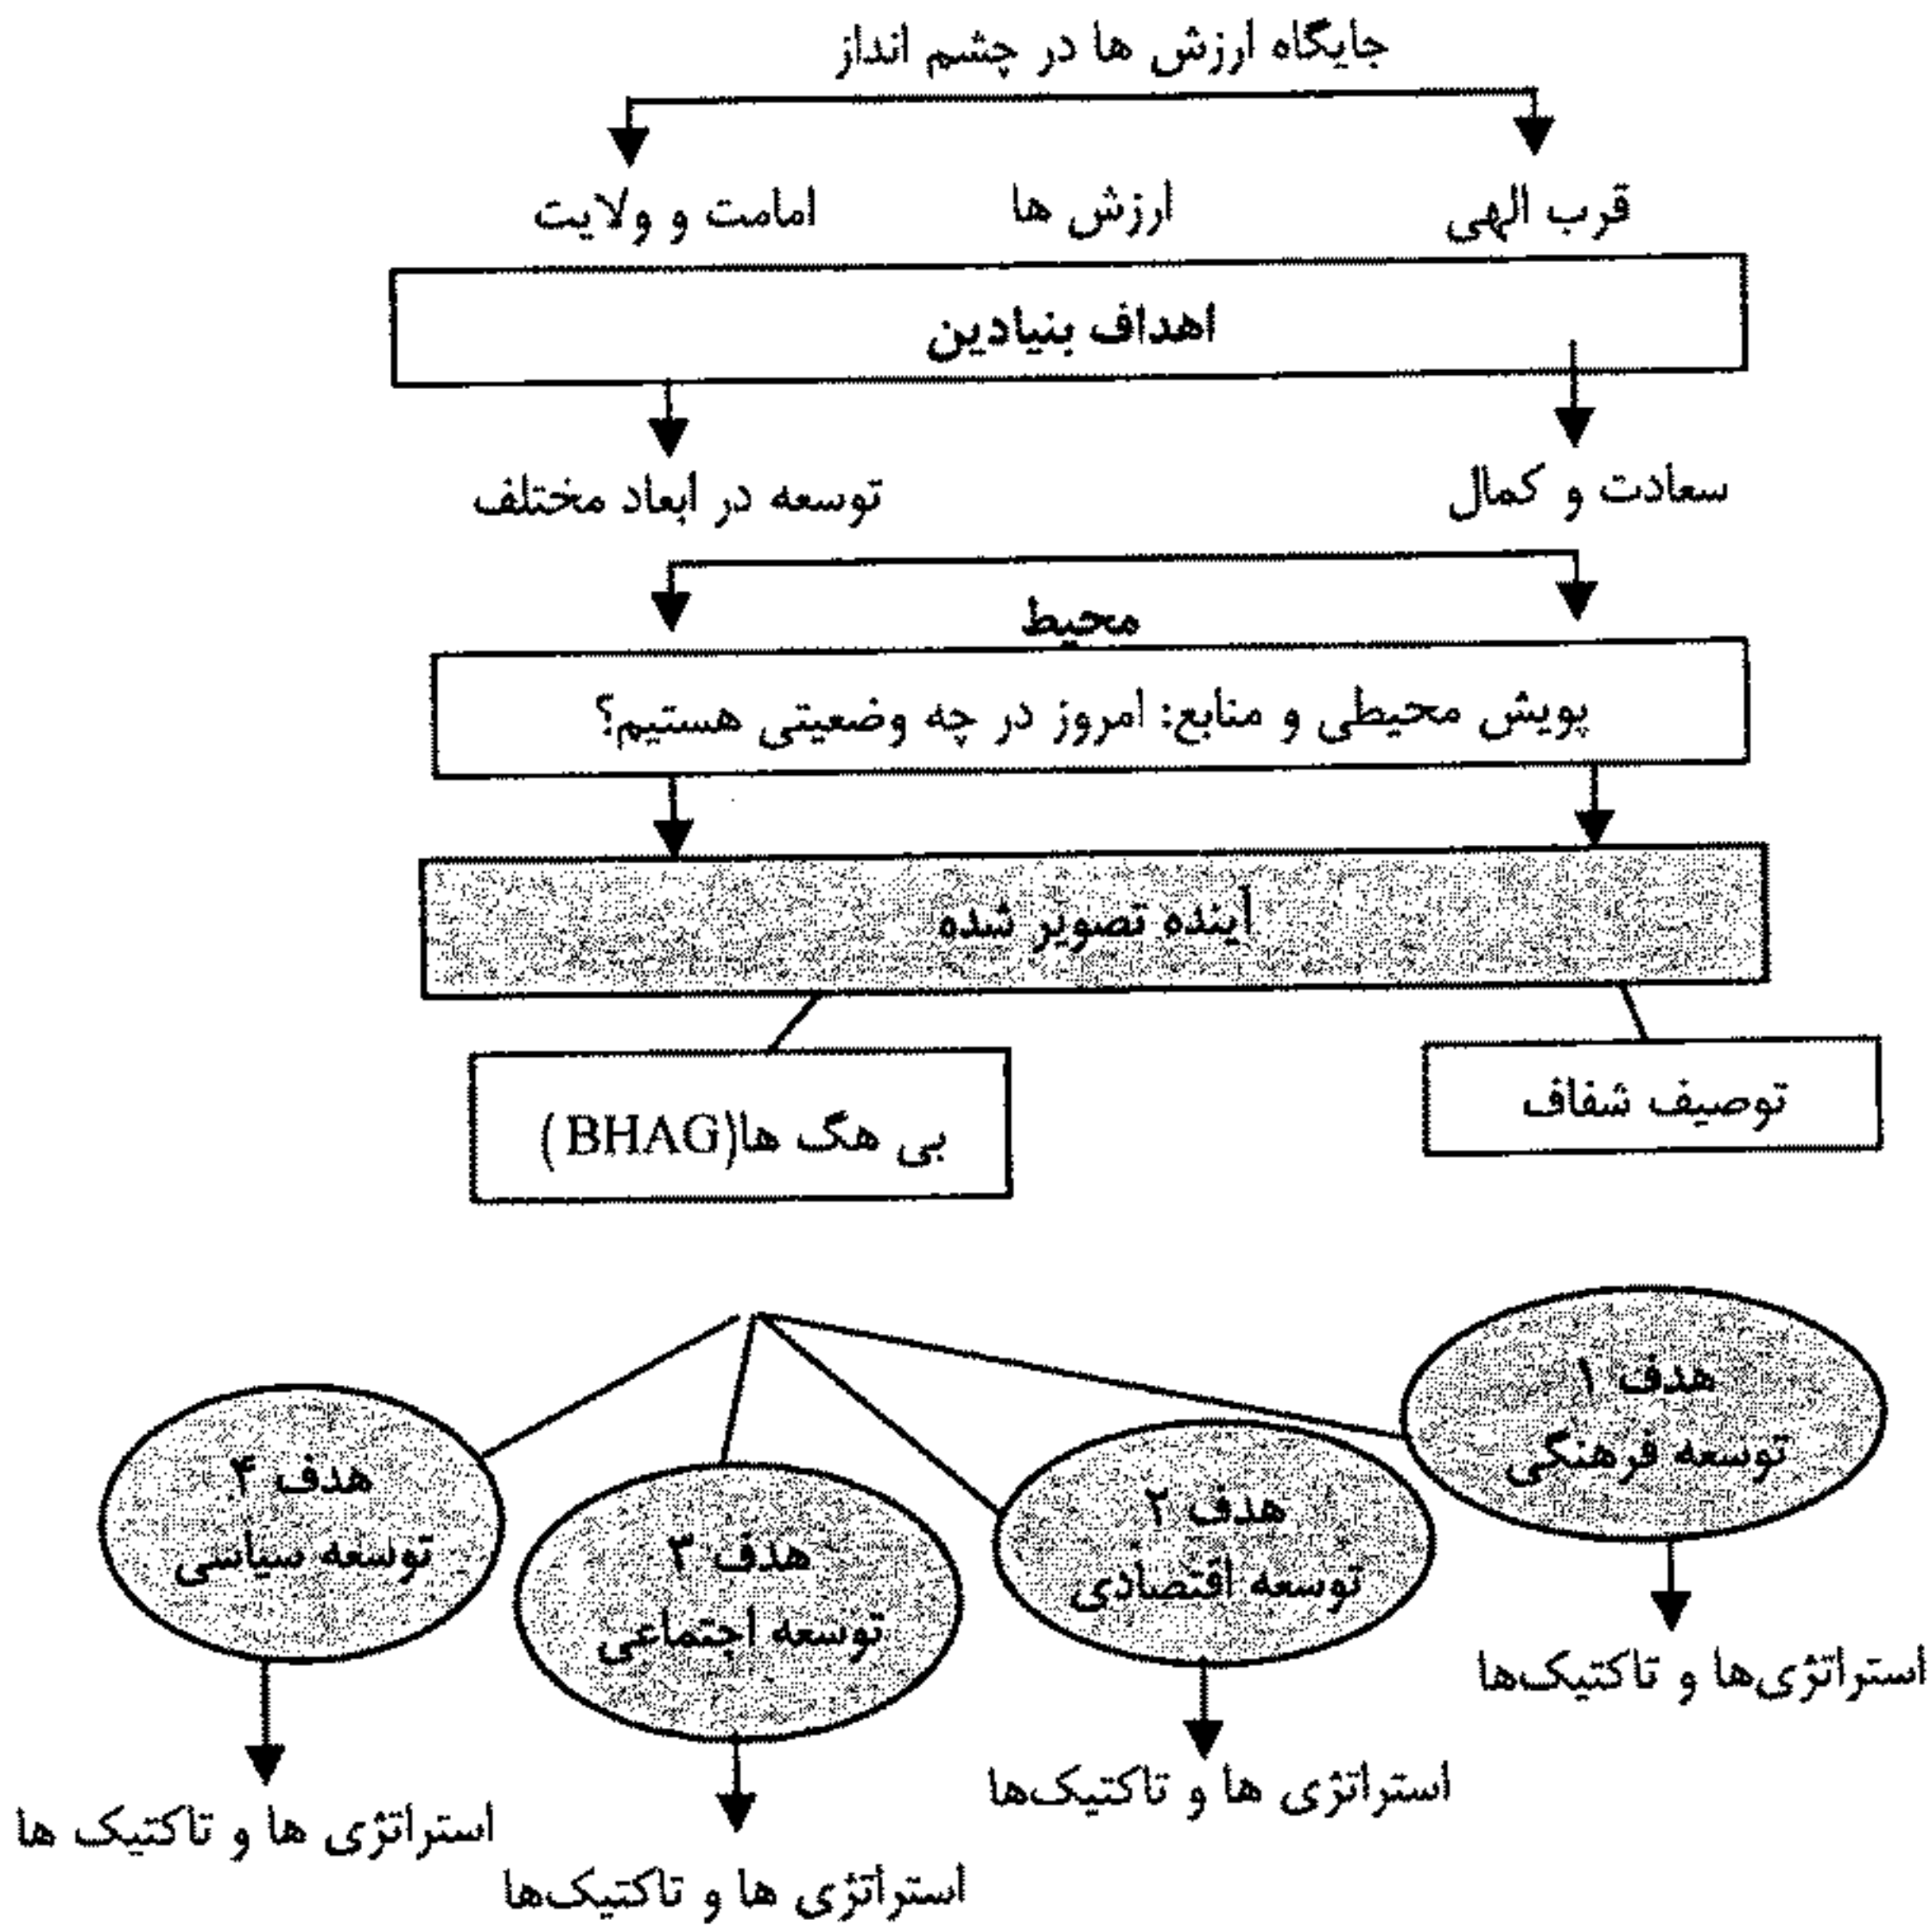 جایگاه ارزش ها در چشم انداز
قرب الهی
ارزش ها
امامت و ولایت
اهداف بنیادین
سعادت و کمال
توسعه در ابعاد مختلف
محیط
پویش محیطی و منابع: امروز در چه وضعیتی هستیم؟
آینده تصویر شده
توصیف شفاف
بی هگ ها(BHAG)
هدف ۱
توسعه فرهنگی
استراتژی‌ها و تاکتیک‌ها
هدف ۲
توسعه اقتصادی
استراتژی ها و تاکتیک‌ها
هدف ۳
توسعه اجتماعی
استراتژی ها و تاکتیک‌ها
هدف ۴
توسعه سیاسی
استراتژی ها و تاکتیک ها